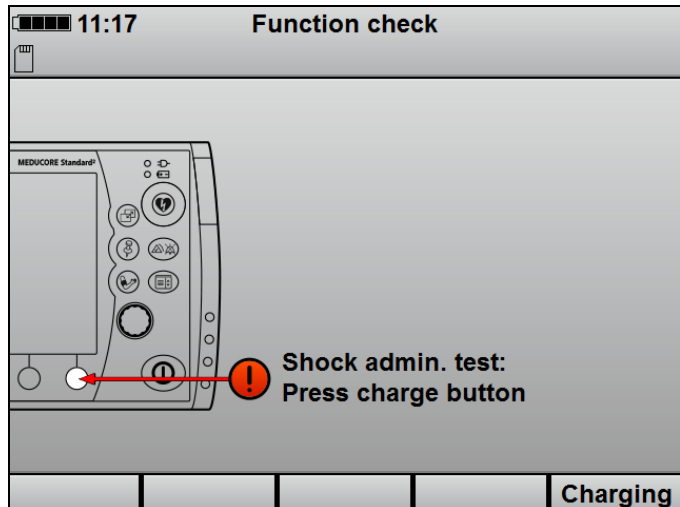 11:17 Function check
MEDUCORE Standard²
Shock admin. test:
Press charge button
Charging